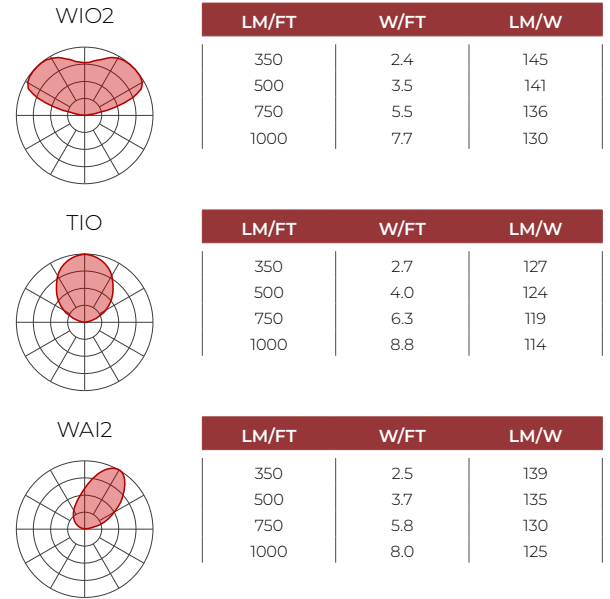 WIO2
LM/FT W/FT LM/W
350 2.4 145
500 3.5 141
750 5.5 136
1000 7.7 130
TIO
LM/FT W/FT LM/W
350 2.7 127
500 4.0 124
750 6.3 119
1000 8.8 114
WAI2
LM/FT W/FT LM/W
350 2.5 139
500 3.7 135
750 5.8 130
1000 8.0 125